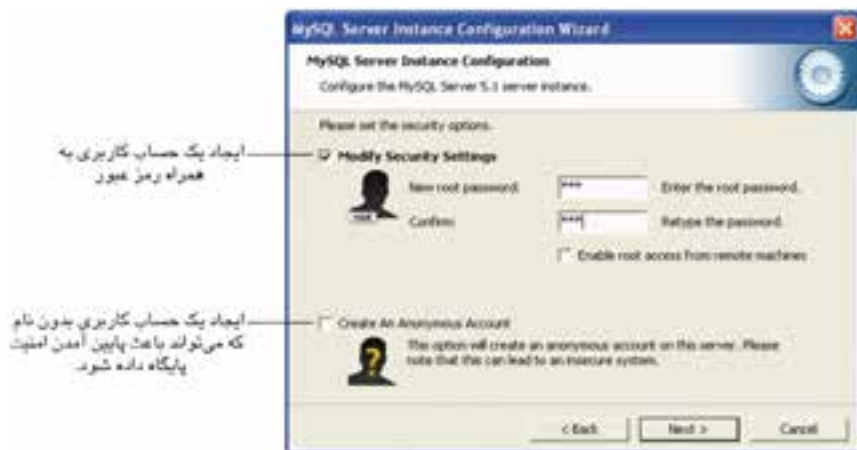 MySQL Server Instance Configuration Wizard
MySQL Server Instance Configuration
Configure the MySQL Server 5.1 server instance.
Please set the security options.
ایجاد یک حساب کاربری به
همراه رمز عبور
Modify Security Settings
root
New root password:
***
Enter the root password.
Confirm:
***
Retype the password.
Enable root access from remote machines
ایجاد یک حساب کاربری بدون نام
که می‌تواند باعث پایین آمدن امنیت
پایگاه داده شود.
Create An Anonymous Account
?
This option will create an anonymous account on this server. Please
note that this can lead to an insecure system.
< Back
Next >
Cancel